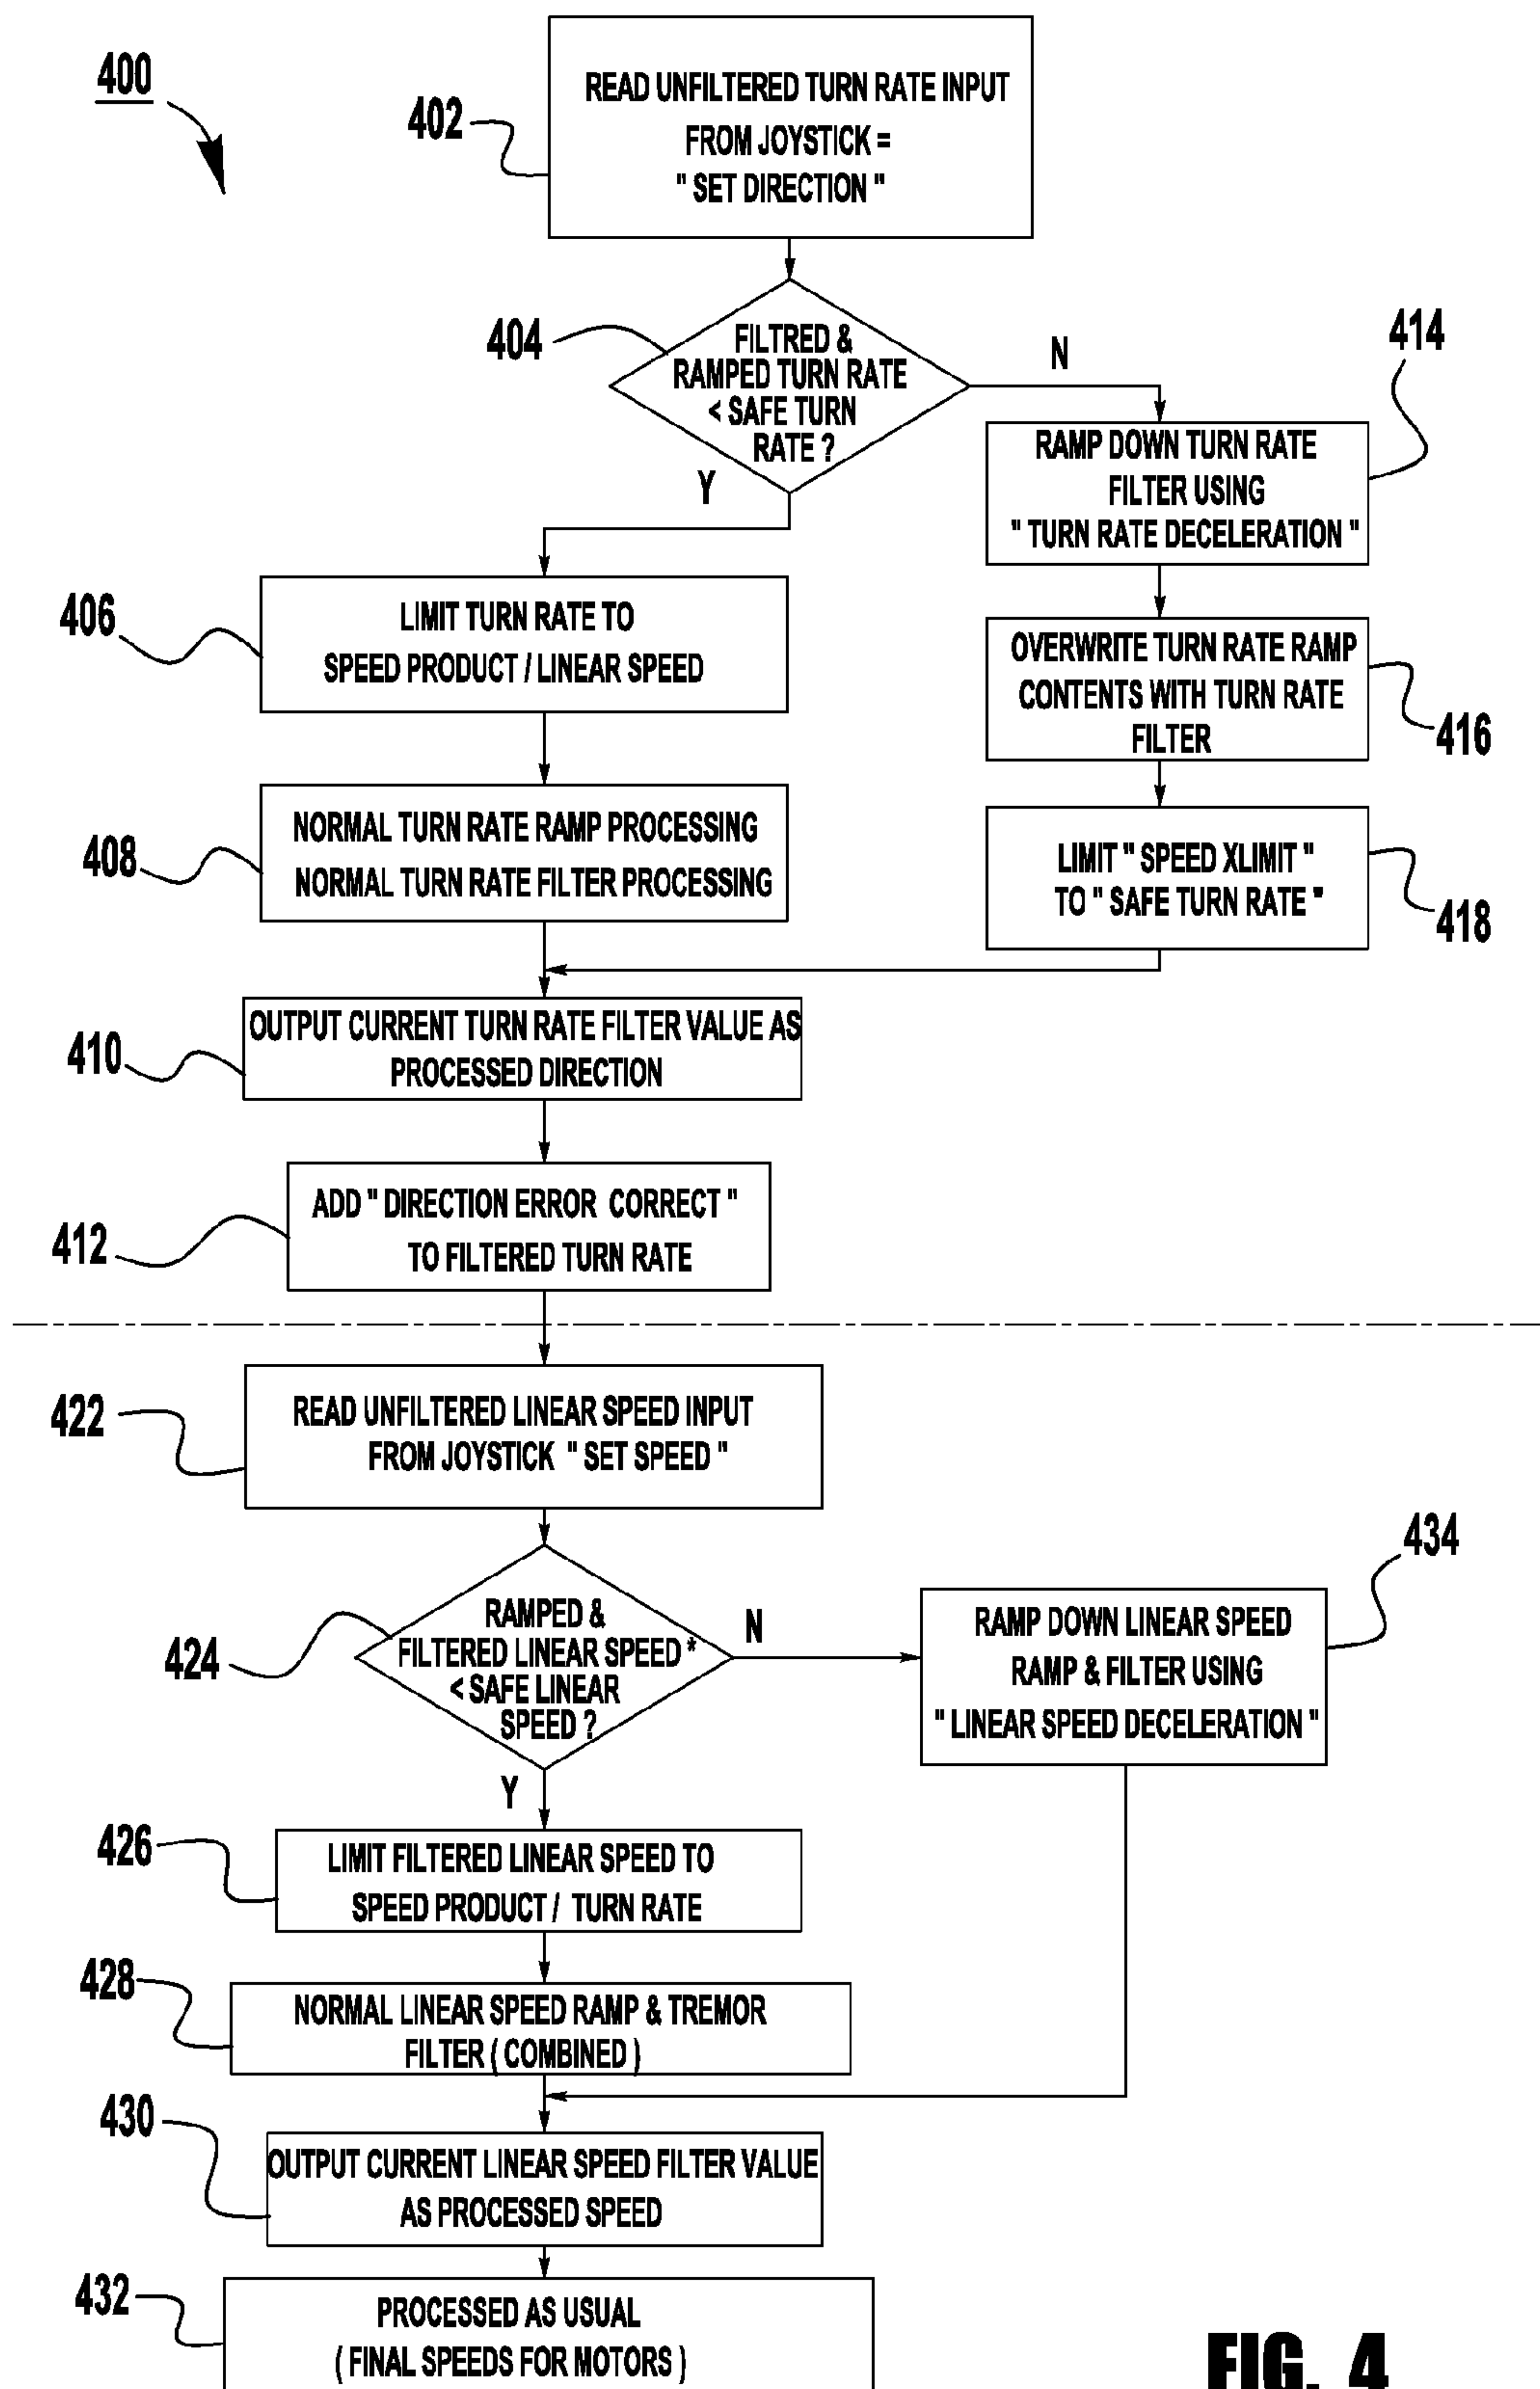 400
402
READ UNFILTERED TURN RATE INPUT
FROM JOYSTICK =
" SET DIRECTION "
404
FILTRED &
RAMPED TURN RATE
< SAFE TURN
RATE ?
N
Y
414
RAMP DOWN TURN RATE
FILTER USING
" TURN RATE DECELERATION "
406
LIMIT TURN RATE TO
SPEED PRODUCT / LINEAR SPEED
OVERWRITE TURN RATE RAMP
CONTENTS WITH TURN RATE
FILTER
416
408
NORMAL TURN RATE RAMP PROCESSING
NORMAL TURN RATE FILTER PROCESSING
LIMIT " SPEED XLIMIT "
TO " SAFE TURN RATE "
418
410
OUTPUT CURRENT TURN RATE FILTER VALUE AS
PROCESSED DIRECTION
412
ADD " DIRECTION ERROR CORRECT "
TO FILTERED TURN RATE
422
READ UNFILTERED LINEAR SPEED INPUT
FROM JOYSTICK " SET SPEED "
424
RAMPED &
FILTERED LINEAR SPEED *
< SAFE LINEAR
SPEED ?
N
Y
434
RAMP DOWN LINEAR SPEED
RAMP & FILTER USING
" LINEAR SPEED DECELERATION "
426
LIMIT FILTERED LINEAR SPEED TO
SPEED PRODUCT / TURN RATE
428
NORMAL LINEAR SPEED RAMP & TREMOR
FILTER ( COMBINED )
430
OUTPUT CURRENT LINEAR SPEED FILTER VALUE
AS PROCESSED SPEED
432
PROCESSED AS USUAL
( FINAL SPEEDS FOR MOTORS )
FIG. 4